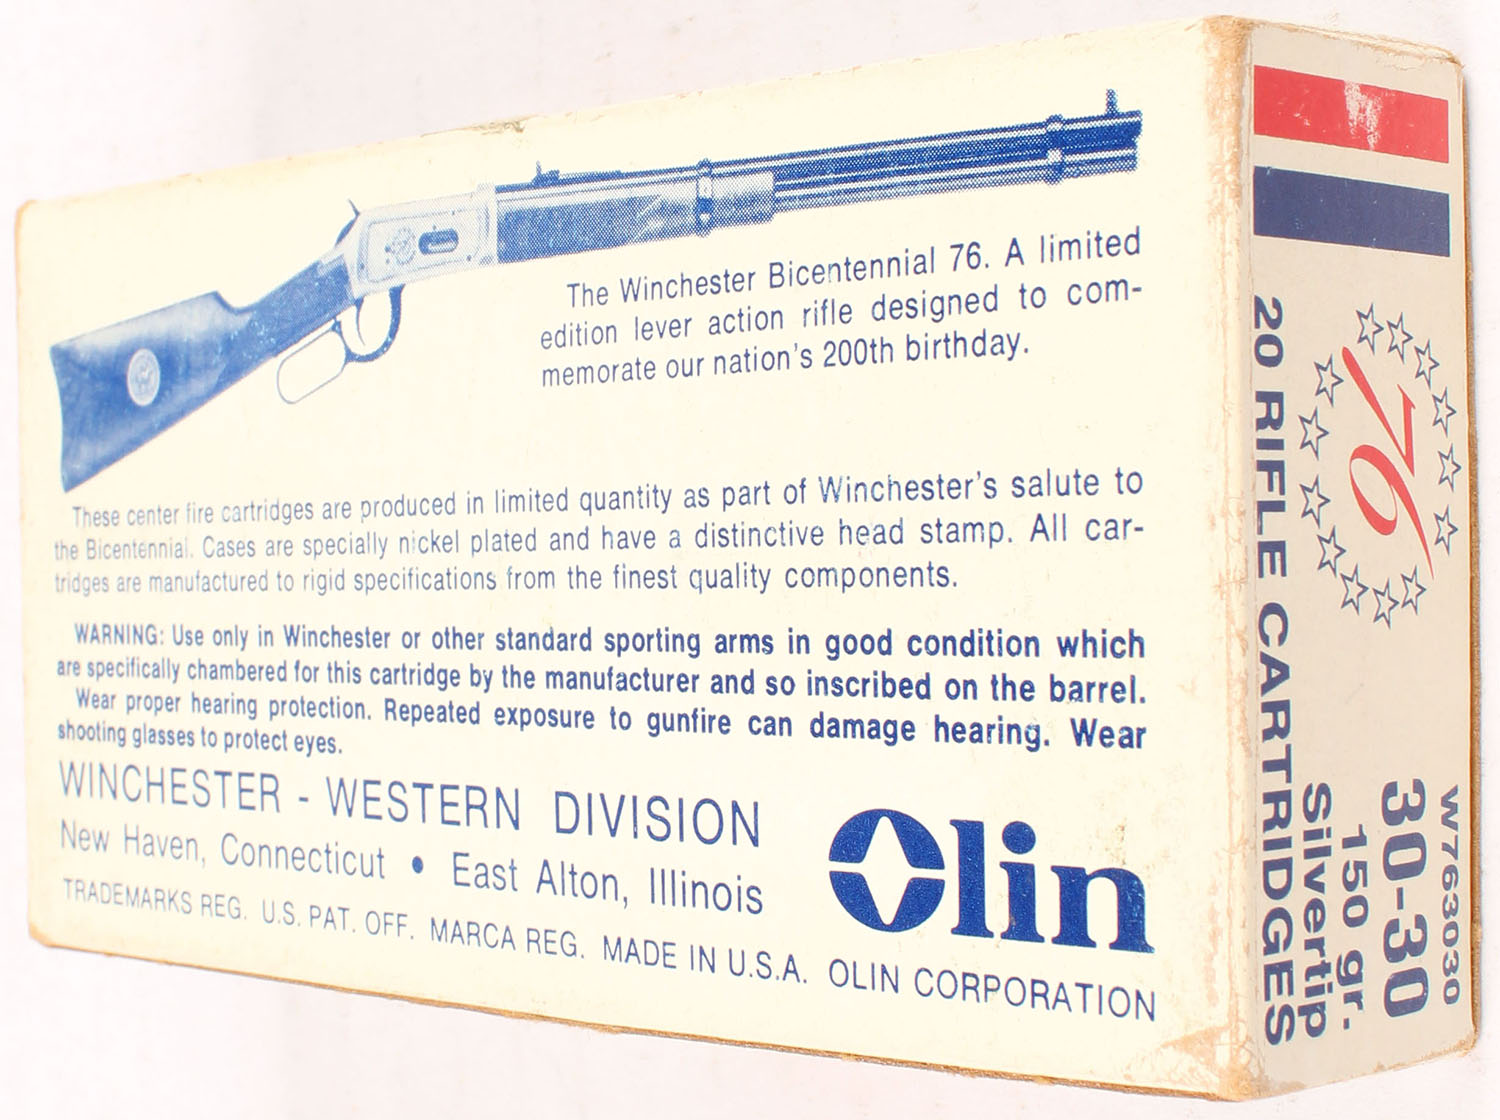 The Winchester Bicentennial 76. A limited
edition lever action rifle designed to com-
memorate our nation's 200th birthday.
These center fire cartridges are produced in limited quantity as part of Winchester's salute to
the Bicentennial. Cases are specially nickel plated and have a distinctive head stamp. All car-
tridges are manufactured to rigid specifications from the finest quality components.
WARNING: Use only in Winchester or other standard sporting arms in good condition which
are specifically chambered for this cartridge by the manufacturer and so inscribed on the barrel.
Wear proper hearing protection. Repeated exposure to gunfire can damage hearing. Wear
shooting glasses to protect eyes.
WINCHESTER - WESTERN DIVISION
New Haven, Connecticut • East Alton, Illinois
Olin
TRADEMARKS REG. U.S. PAT. OFF. MARCA REG. MADE IN U.S.A. OLIN CORPORATION
76
W763030
30-30
150 gr.
Silvertip
20 RIFLE CARTRIDGES